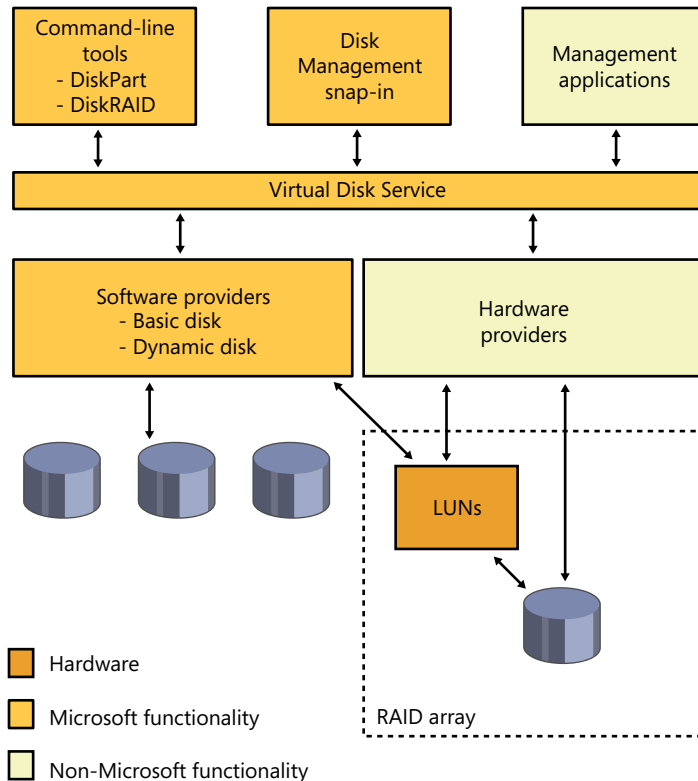 Command-line
tools
- DiskPart
- DiskRAID
Disk
Management
snap-in
Management
applications
Virtual Disk Service
Software providers
- Basic disk
- Dynamic disk
Hardware
providers
LUNs
RAID array
Hardware
Microsoft functionality
Non-Microsoft functionality